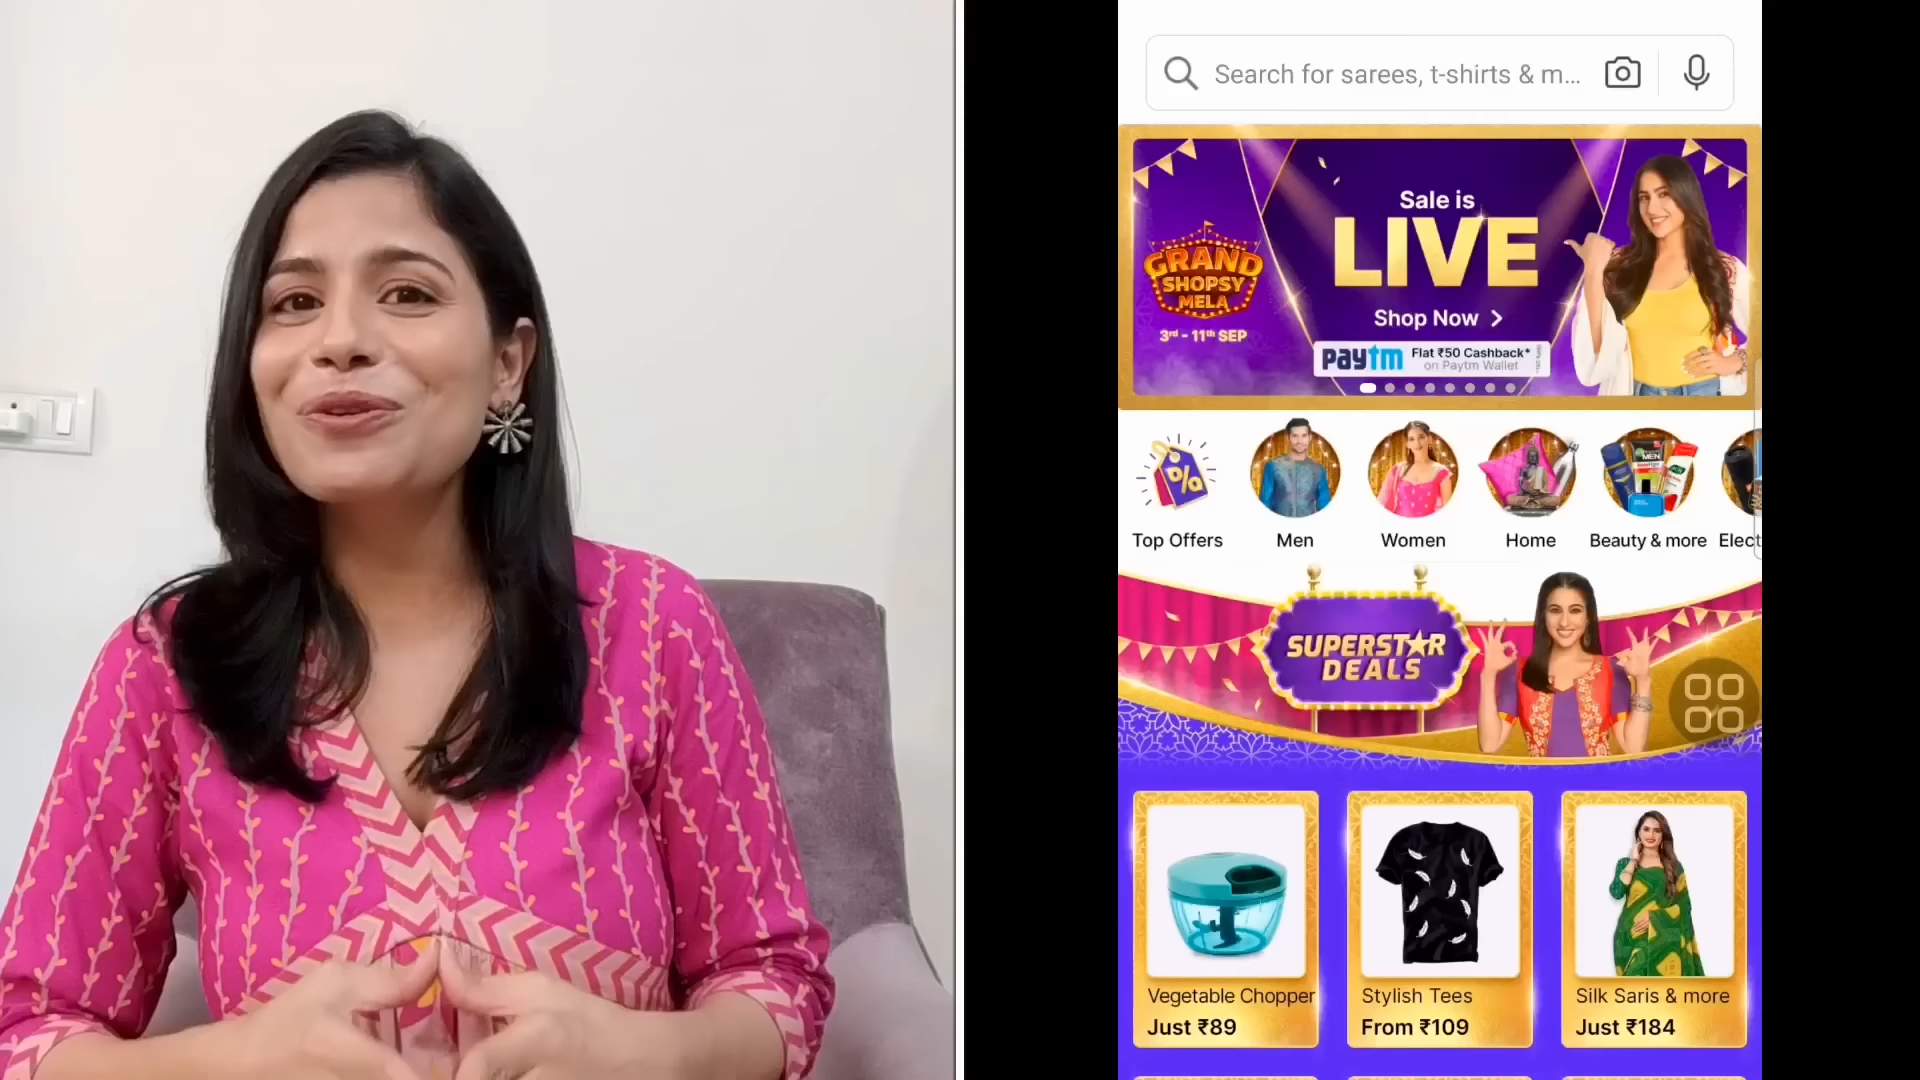 Search for sarees, t-shirts & m...
Sale is
LIVE
Shop Now
GRAND
SHOPSY
MELA
3rd - 11th SEP
paytm Flat ₹50 Cashback*
on Paytm Wallet
Top Offers
Men
Women
Home
Beauty & more
Elect
SUPERSTAR
DEALS
Vegetable Chopper
Just ₹89
Stylish Tees
From ₹109
Silk Saris & more
Just ₹184